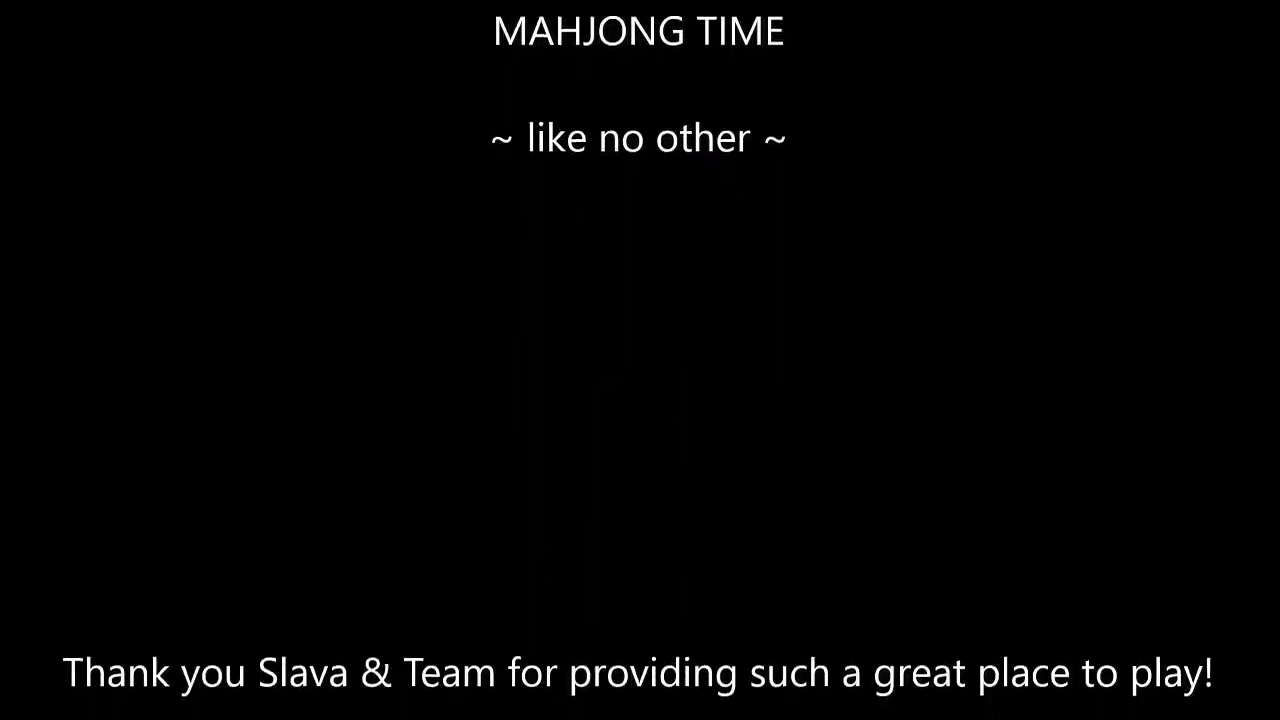 MAHJONG TIME
~ like no other ~
Thank you Slava & Team for providing such a great place to play!